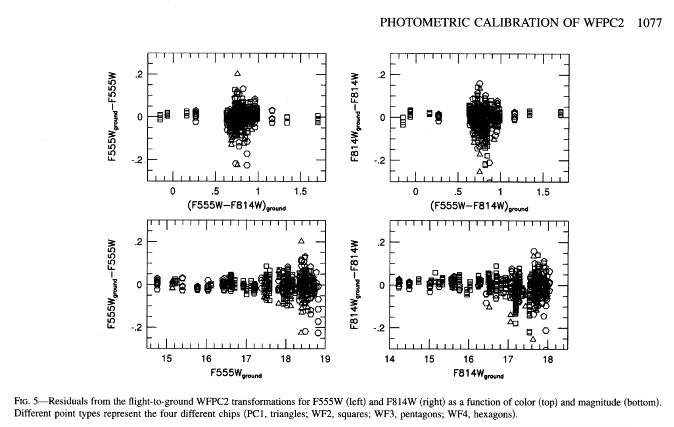 PHOTOMETRIC CALIBRATION OF WFPC2 1077
.2
0
-.2
F555Wground−F555W
0 .5 1 1.5
(F555W−F814W)ground
.2
0
-.2
F814Wground−F814W
0 .5 1 1.5
(F555W−F814W)ground
.2
0
-.2
F555Wground−F555W
15 16 17 18 19
F555Wground
.2
0
-.2
F814Wground−F814W
14 15 16 17 18
F814Wground
FIG. 5—Residuals from the flight-to-ground WFPC2 transformations for F555W (left) and F814W (right) as a function of color (top) and magnitude (bottom).
Different point types represent the four different chips (PC1, triangles; WF2, squares; WF3, pentagons; WF4, hexagons).